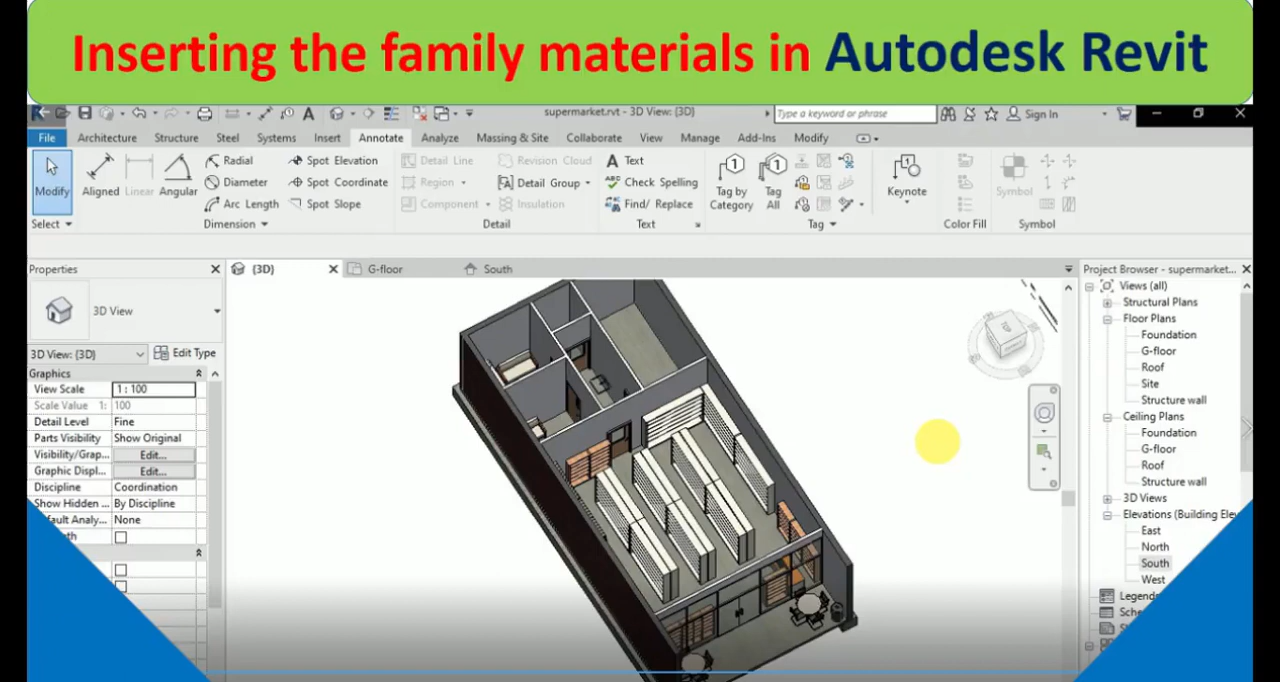 Inserting the family materials in Autodesk Revit
supermarket.rvt - 3D View: {3D}
Type a keyword or phrase
Sign In
File Architecture Structure Steel Systems Insert Annotate Analyze Massing & Site Collaborate View Manage Add-Ins Modify
Modify
Select
Aligned Linear Angular
Radial
Diameter
Arc Length
Spot Elevation
Spot Coordinate
Spot Slope
Dimension
Detail Line
Region
Component
Revision Cloud
Detail Group
Insulation
Detail
Text
Check Spelling
Find/ Replace
Text
Tag by
Category
Tag
All
Tag
Keynote
Color Fill
Symbol
Symbol
Properties
3D View
3D View: {3D} Edit Type
Graphics
View Scale 1 : 100
Scale Value 1: 100
Detail Level Fine
Parts Visibility Show Original
Visibility/Grap... Edit...
Graphic Displ... Edit...
Discipline Coordination
Show Hidden ... By Discipline
efault Analy... None
{3D} G-floor South
Project Browser - supermarket...
Views (all)
Structural Plans
Floor Plans
Foundation
G-floor
Roof
Site
Structure wall
Ceiling Plans
Foundation
G-floor
Roof
Structure wall
3D Views
Elevations (Building Elev
East
North
South
West
Legends
Sche